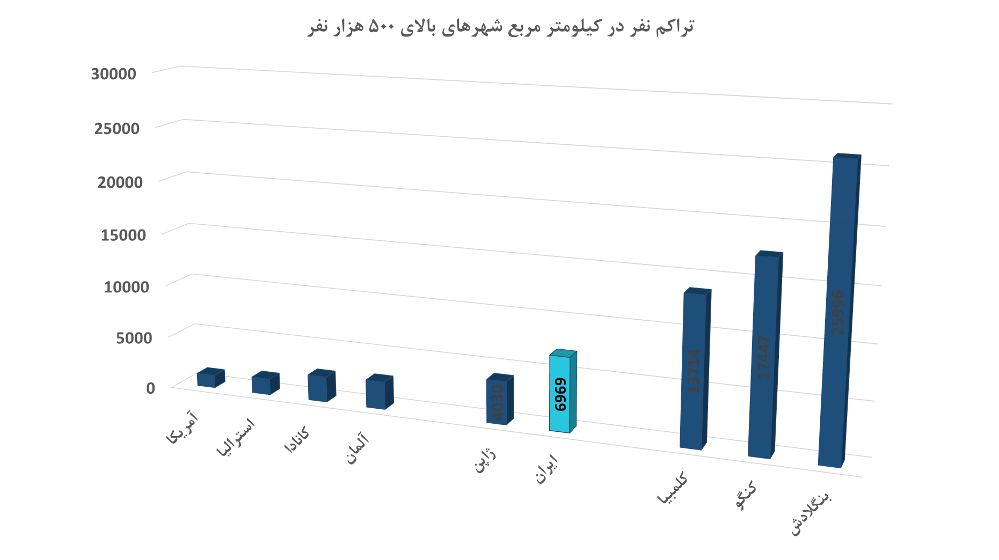 تراکم نفر در کیلومتر مربع شهرهای بالای ۵۰۰ هزار نفر
30000
25000
20000
15000
10000
5000
0
4030
6969
13714
17447
25996
آمریکا
استرالیا
کانادا
آلمان
ژاپن
ایران
کلمبیا
کنگو
بنگلادش